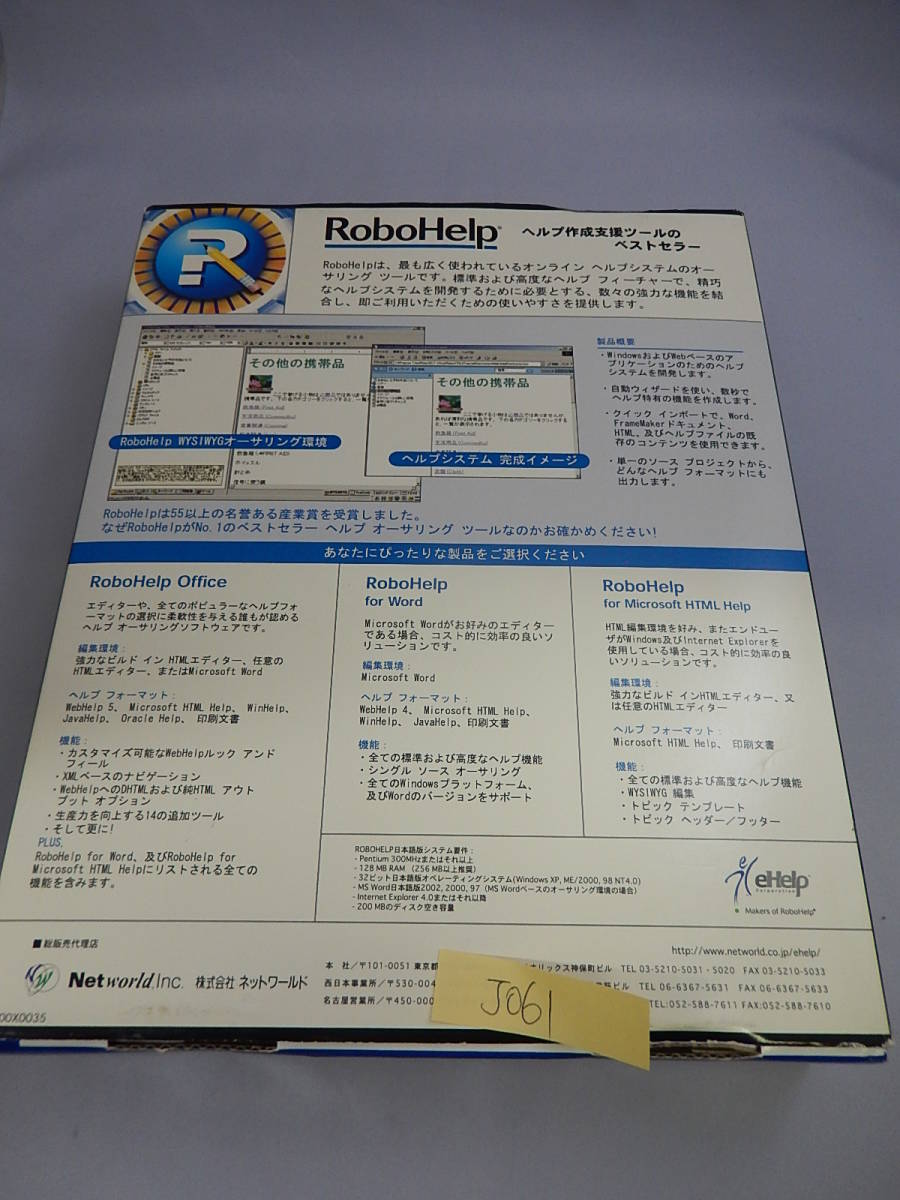 RoboHelp®
ヘルプ作成支援ツールの
ベストセラー
RoboHelpは、最も広く使われているオンライン ヘルプシステムのオー
サリング ツールです。標準および高度なヘルプ フィーチャーで、精巧
なヘルプシステムを開発するために必要とする、数々の強力な機能を結
合し、即ご利用いただくための使いやすさを提供します。
その他の携帯品
RoboHelp WYSIWYGオーサリング環境
その他の携帯品
ヘルプシステム 完成イメージ
製品概要
・WindowsおよびWebベースのア
プリケーションのためのヘルプ
システムを開発します。
・自動ウィザードを使い、数秒で
ヘルプ特有の機能を作成します。
・クイック インポートで、Word、
FrameMakerドキュメント、
HTML、及びヘルプファイルの既
存のコンテンツを使用できます。
・単一のソース プロジェクトから、
どんなヘルプ フォーマットにも
出力します。
RoboHelpは55以上の名誉ある産業賞を受賞しました。
なぜRoboHelpがNo.1のベストセラー ヘルプ オーサリング ツールなのかお確かめください!
あなたにぴったりな製品をご選択ください
RoboHelp Office
エディターや、全てのポピュラーなヘルプフォ
ーマットの選択に柔軟性を与える誰もが認める
ヘルプ オーサリングソフトウェアです。
編集環境：
強力なビルド イン HTMLエディター、任意の
HTMLエディター、またはMicrosoft Word
ヘルプ フォーマット：
WebHelp 5、 Microsoft HTML Help、 WinHelp、
JavaHelp、 Oracle Help、 印刷文書
機能：
・カスタマイズ可能なWebHelpルック アンド
フィール
・XMLベースのナビゲーション
・WebHelpへのDHTMLおよび純HTML アウト
プット オプション
・生産力を向上する14の追加ツール
・そして更に!
PLUS,
RoboHelp for Word、及びRoboHelp for
Microsoft HTML Helpにリストされる全ての
機能を含みます。
RoboHelp
for Word
Microsoft Wordがお好みのエディター
である場合、コスト的に効率の良いソ
リューションです。
編集環境：
Microsoft Word
ヘルプ フォーマット：
WebHelp 4、 Microsoft HTML Help、
WinHelp、 JavaHelp、印刷文書
機能：
・全ての標準および高度なヘルプ機能
・シングル ソース オーサリング
・全てのWindowsプラットフォーム、
及びWordのバージョンをサポート
RoboHelp
for Microsoft HTML Help
HTML編集環境を好み、またエンドユー
ザがWindows及びInternet Explorerを
使用している場合、コスト的に効率の良
いソリューションです。
編集環境：
強力なビルド インHTMLエディター、又
は任意のHTMLエディター
ヘルプ フォーマット：
Microsoft HTML Help、 印刷文書
機能：
・全ての標準および高度なヘルプ機能
・WYSIWYG 編集
・トピック テンプレート
・トピック ヘッダー/フッター
ROBOHELP日本語版システム要件：
- Pentium 300MHzまたはそれ以上
- 128 MB RAM（256 MB以上推奨）
- 32ビット日本語版オペレーティングシステム(Windows XP, ME/2000, 98 NT4.0)
- MS Word日本語版2002, 2000, 97（MS Wordベースのオーサリング環境の場合）
- Internet Explorer 4.0またはそれ以降
- 200 MBのディスク空き容量
eHelp™
Corporation
Makers of RoboHelp®
■総販売代理店
Networld, Inc. 株式会社 ネットワールド
http://www.networld.co.jp/ehelp/
本 社/〒101-0051 東京都 リックス神保町ビル TEL 03-5210-5031・5020 FAX 03-5210-5033
西日本事業所/〒530-004 ビル TEL 06-6367-5631 FAX 06-6367-5633
名古屋営業所/〒450-000 TEL:052-588-7611 FAX:052-588-7610
00X0035
J061